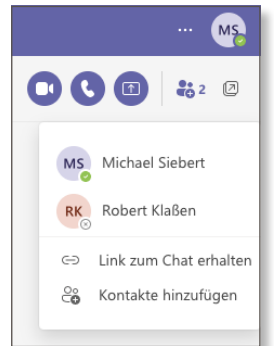 MS
2
MS Michael Siebert
RK Robert Klaßen
Link zum Chat erhalten
Kontakte hinzufügen